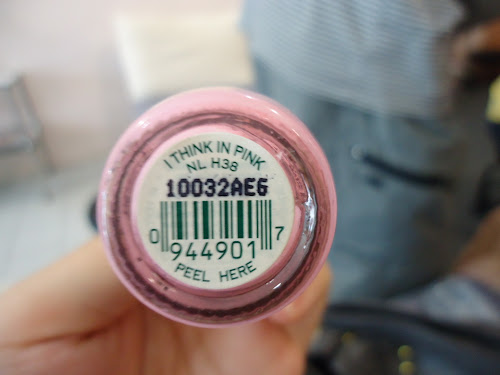 I THINK IN PINK
NL H38
10032AE6
0 944901 7
PEEL HERE